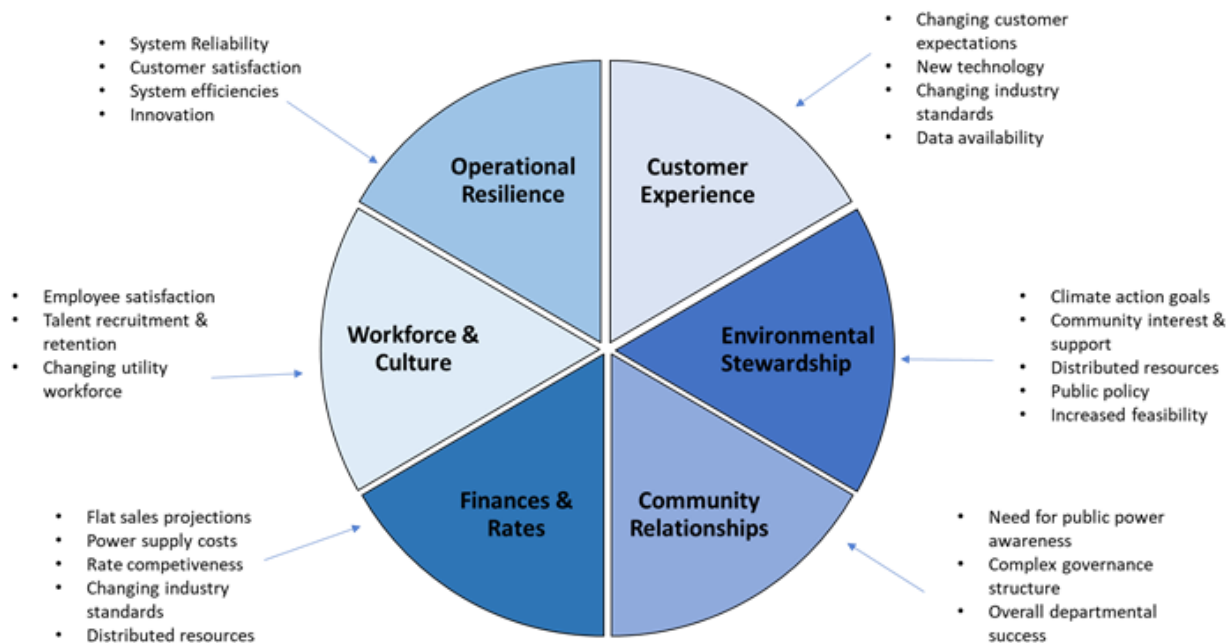 • System Reliability
• Customer satisfaction
• System efficiencies
• Innovation
Operational
Resilience
• Changing customer
expectations
• New technology
• Changing industry
standards
• Data availability
Customer
Experience
• Employee satisfaction
• Talent recruitment &
retention
• Changing utility
workforce
Workforce &
Culture
Environmental
Stewardship
• Climate action goals
• Community interest &
support
• Distributed resources
• Public policy
• Increased feasibility
• Flat sales projections
• Power supply costs
• Rate competiveness
• Changing industry
standards
• Distributed resources
Finances &
Rates
Community
Relationships
• Need for public power
awareness
• Complex governance
structure
• Overall departmental
success